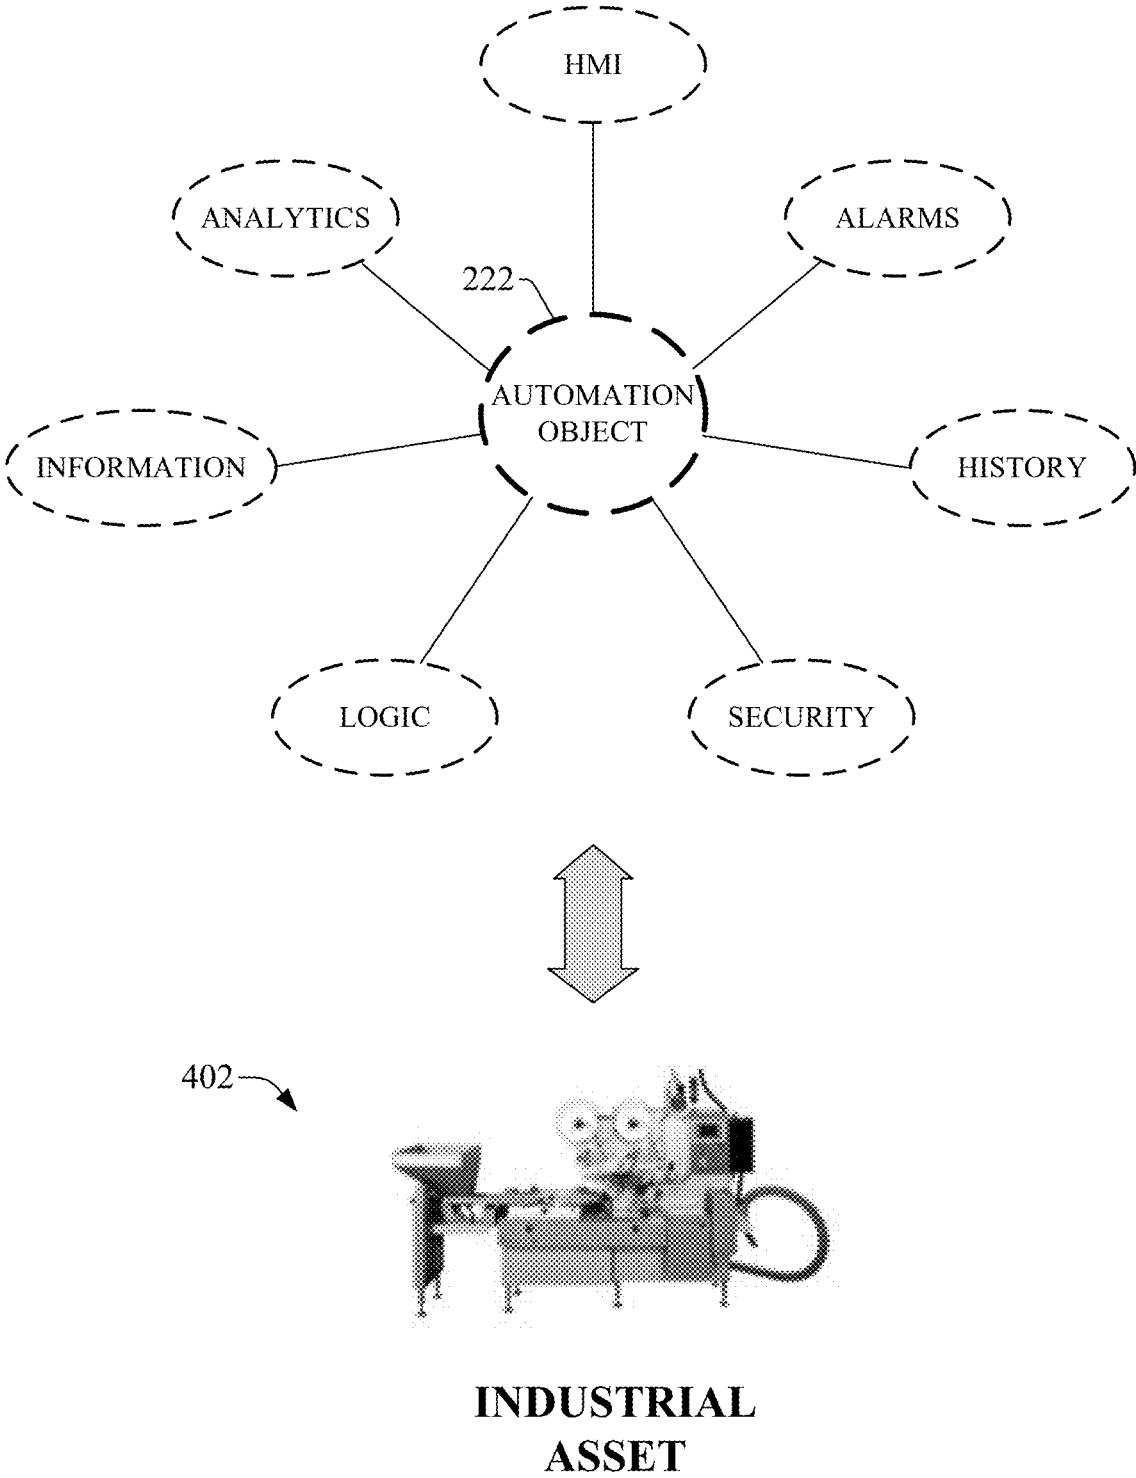 HMI
ANALYTICS
ALARMS
222
AUTOMATION
OBJECT
INFORMATION
HISTORY
LOGIC
SECURITY
402
INDUSTRIAL
ASSET